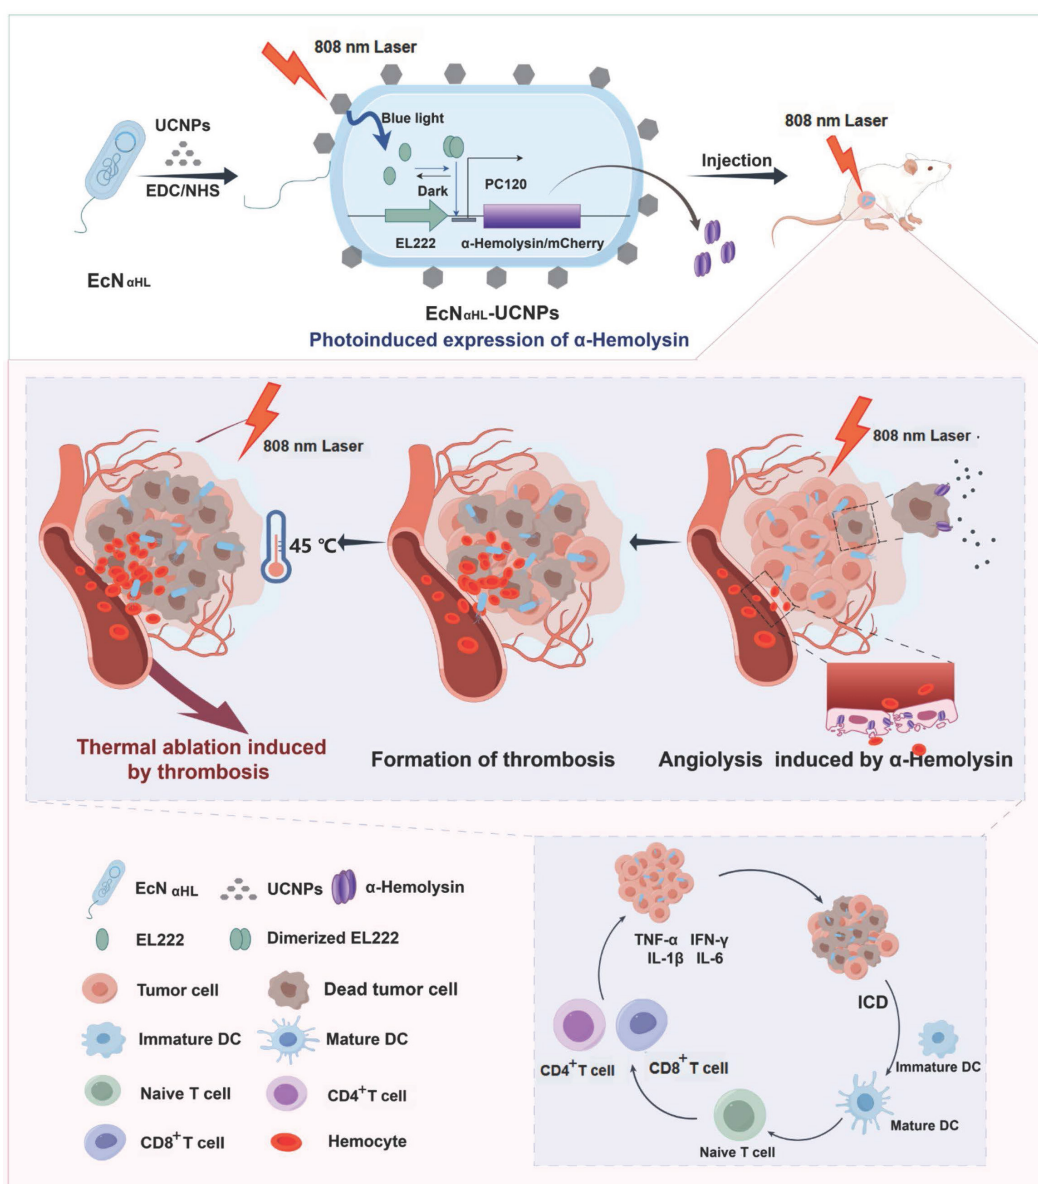 808 nm Laser
UCNPs
EDC/NHS
EcN αHL
Blue light
Dark
PC120
EL222
α-Hemolysin/mCherry
EcNαHL-UCNPs
Photoinduced expression of α-Hemolysin
Injection
808 nm Laser
808 nm Laser
45 ℃
808 nm Laser
Thermal ablation induced
by thrombosis
Formation of thrombosis
Angiolysis induced by α-Hemolysin
EcN αHL
UCNPs
α-Hemolysin
EL222
Dimerized EL222
Tumor cell
Dead tumor cell
Immature DC
Mature DC
Naive T cell
CD4+T cell
CD8+T cell
Hemocyte
TNF-α IFN-γ
IL-1β IL-6
ICD
Immature DC
Mature DC
Naive T cell
CD4+T cell
CD8+T cell